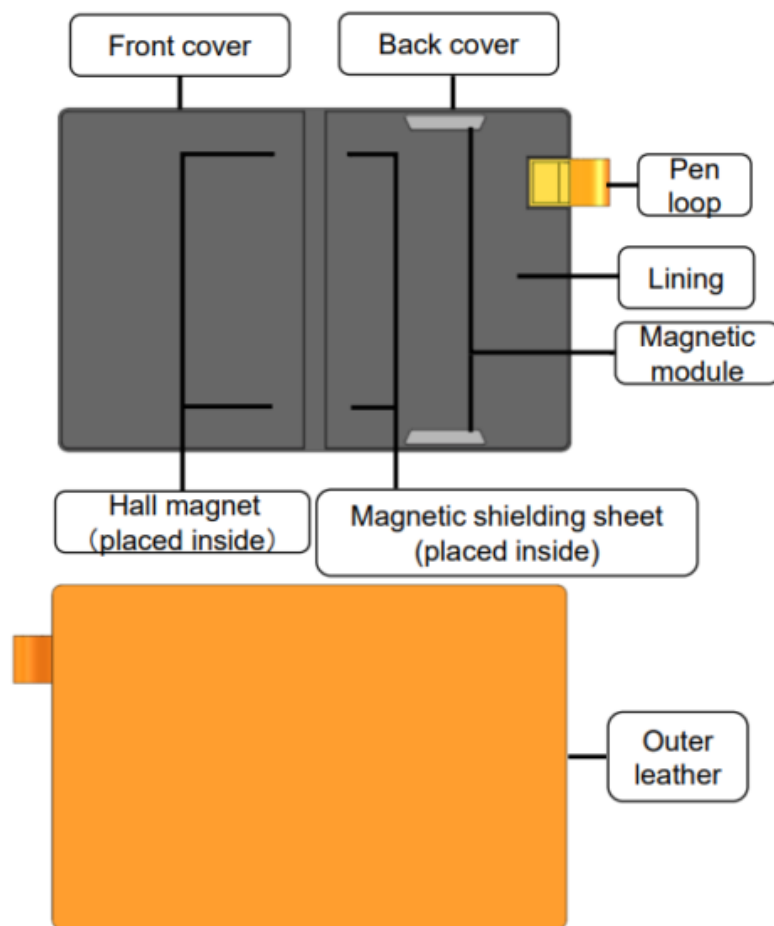 Front cover
Back cover
Pen
loop
Lining
Magnetic
module
Hall magnet
（placed inside）
Magnetic shielding sheet
(placed inside)
Outer
leather